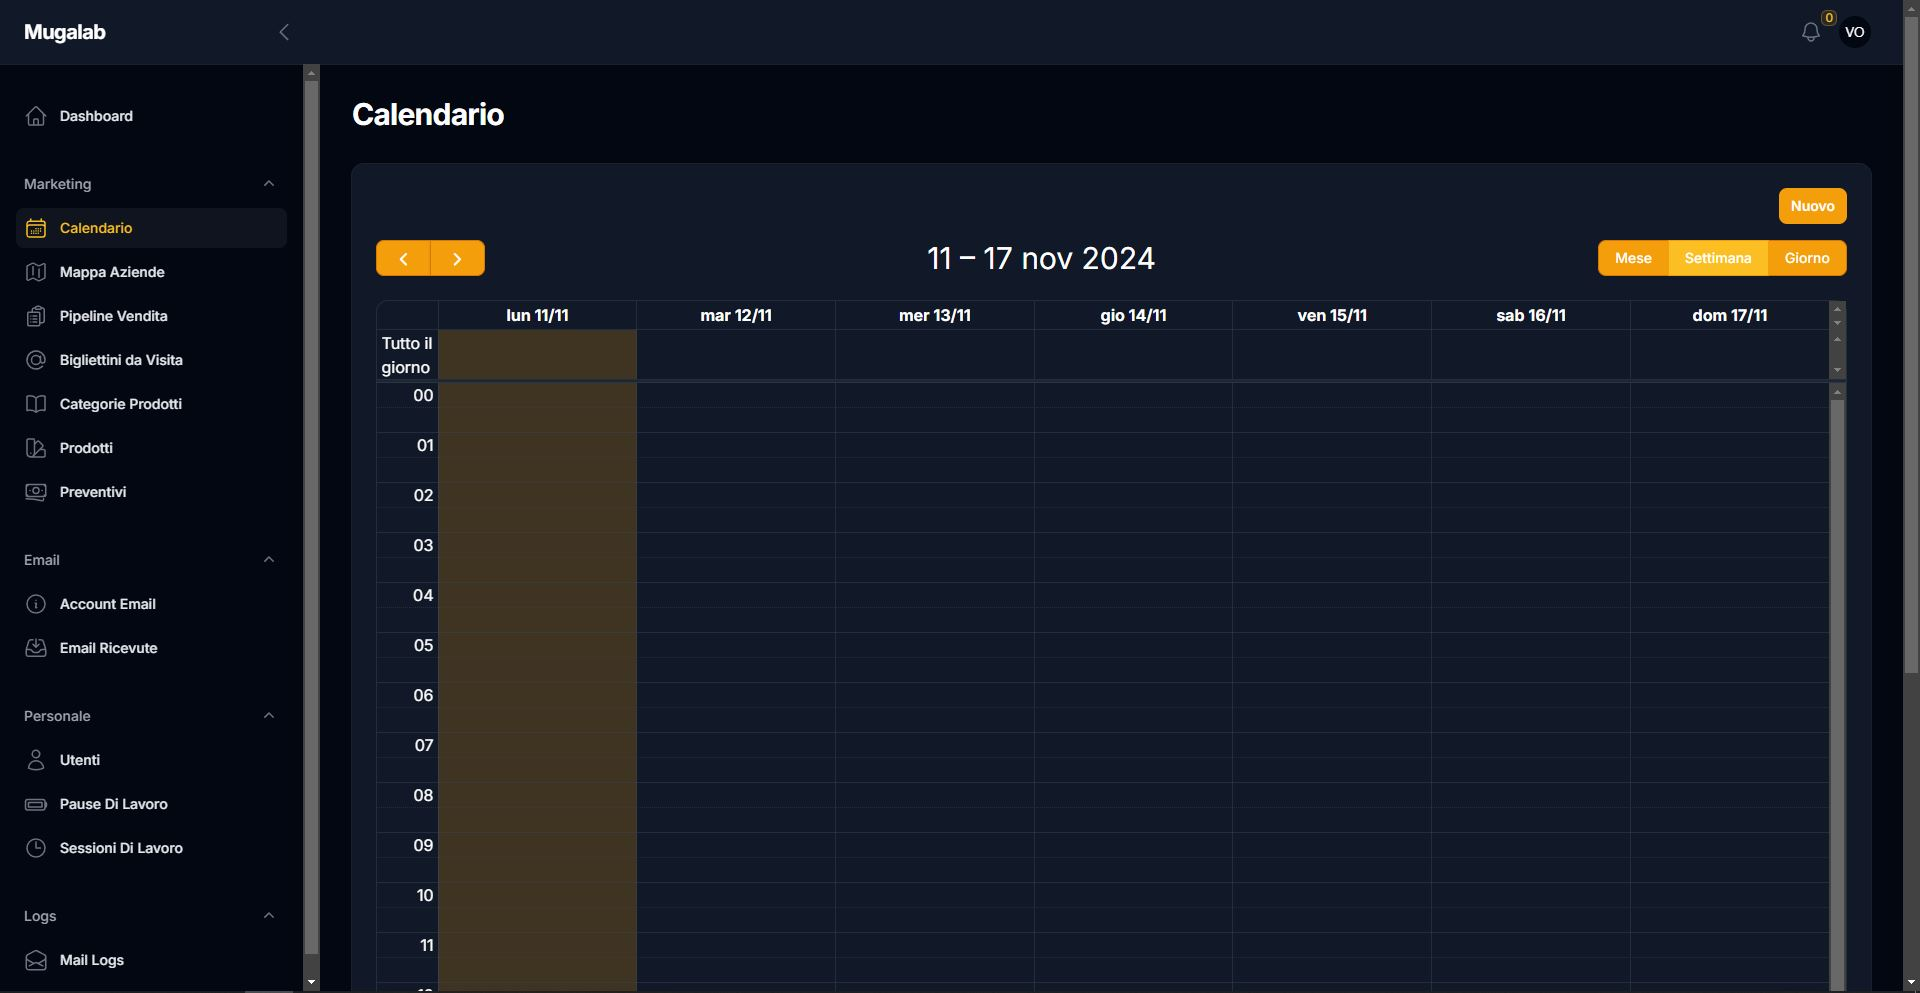 Mugalab
0
VO
Dashboard
Marketing
Calendario
Mappa Aziende
Pipeline Vendita
Bigliettini da Visita
Categorie Prodotti
Prodotti
Preventivi
Email
Account Email
Email Ricevute
Personale
Utenti
Pause Di Lavoro
Sessioni Di Lavoro
Logs
Mail Logs
Calendario
Nuovo
11 – 17 nov 2024
Mese Settimana Giorno
lun 11/11 mar 12/11 mer 13/11 gio 14/11 ven 15/11 sab 16/11 dom 17/11
Tutto il
giorno
00
01
02
03
04
05
06
07
08
09
10
11